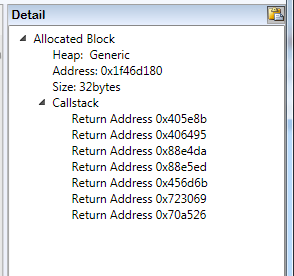 Detail
Allocated Block
Heap: Generic
Address: 0x1f46d180
Size: 32bytes
Callstack
Return Address 0x405e8b
Return Address 0x406495
Return Address 0x88e4da
Return Address 0x88e5ed
Return Address 0x456d6b
Return Address 0x723069
Return Address 0x70a526